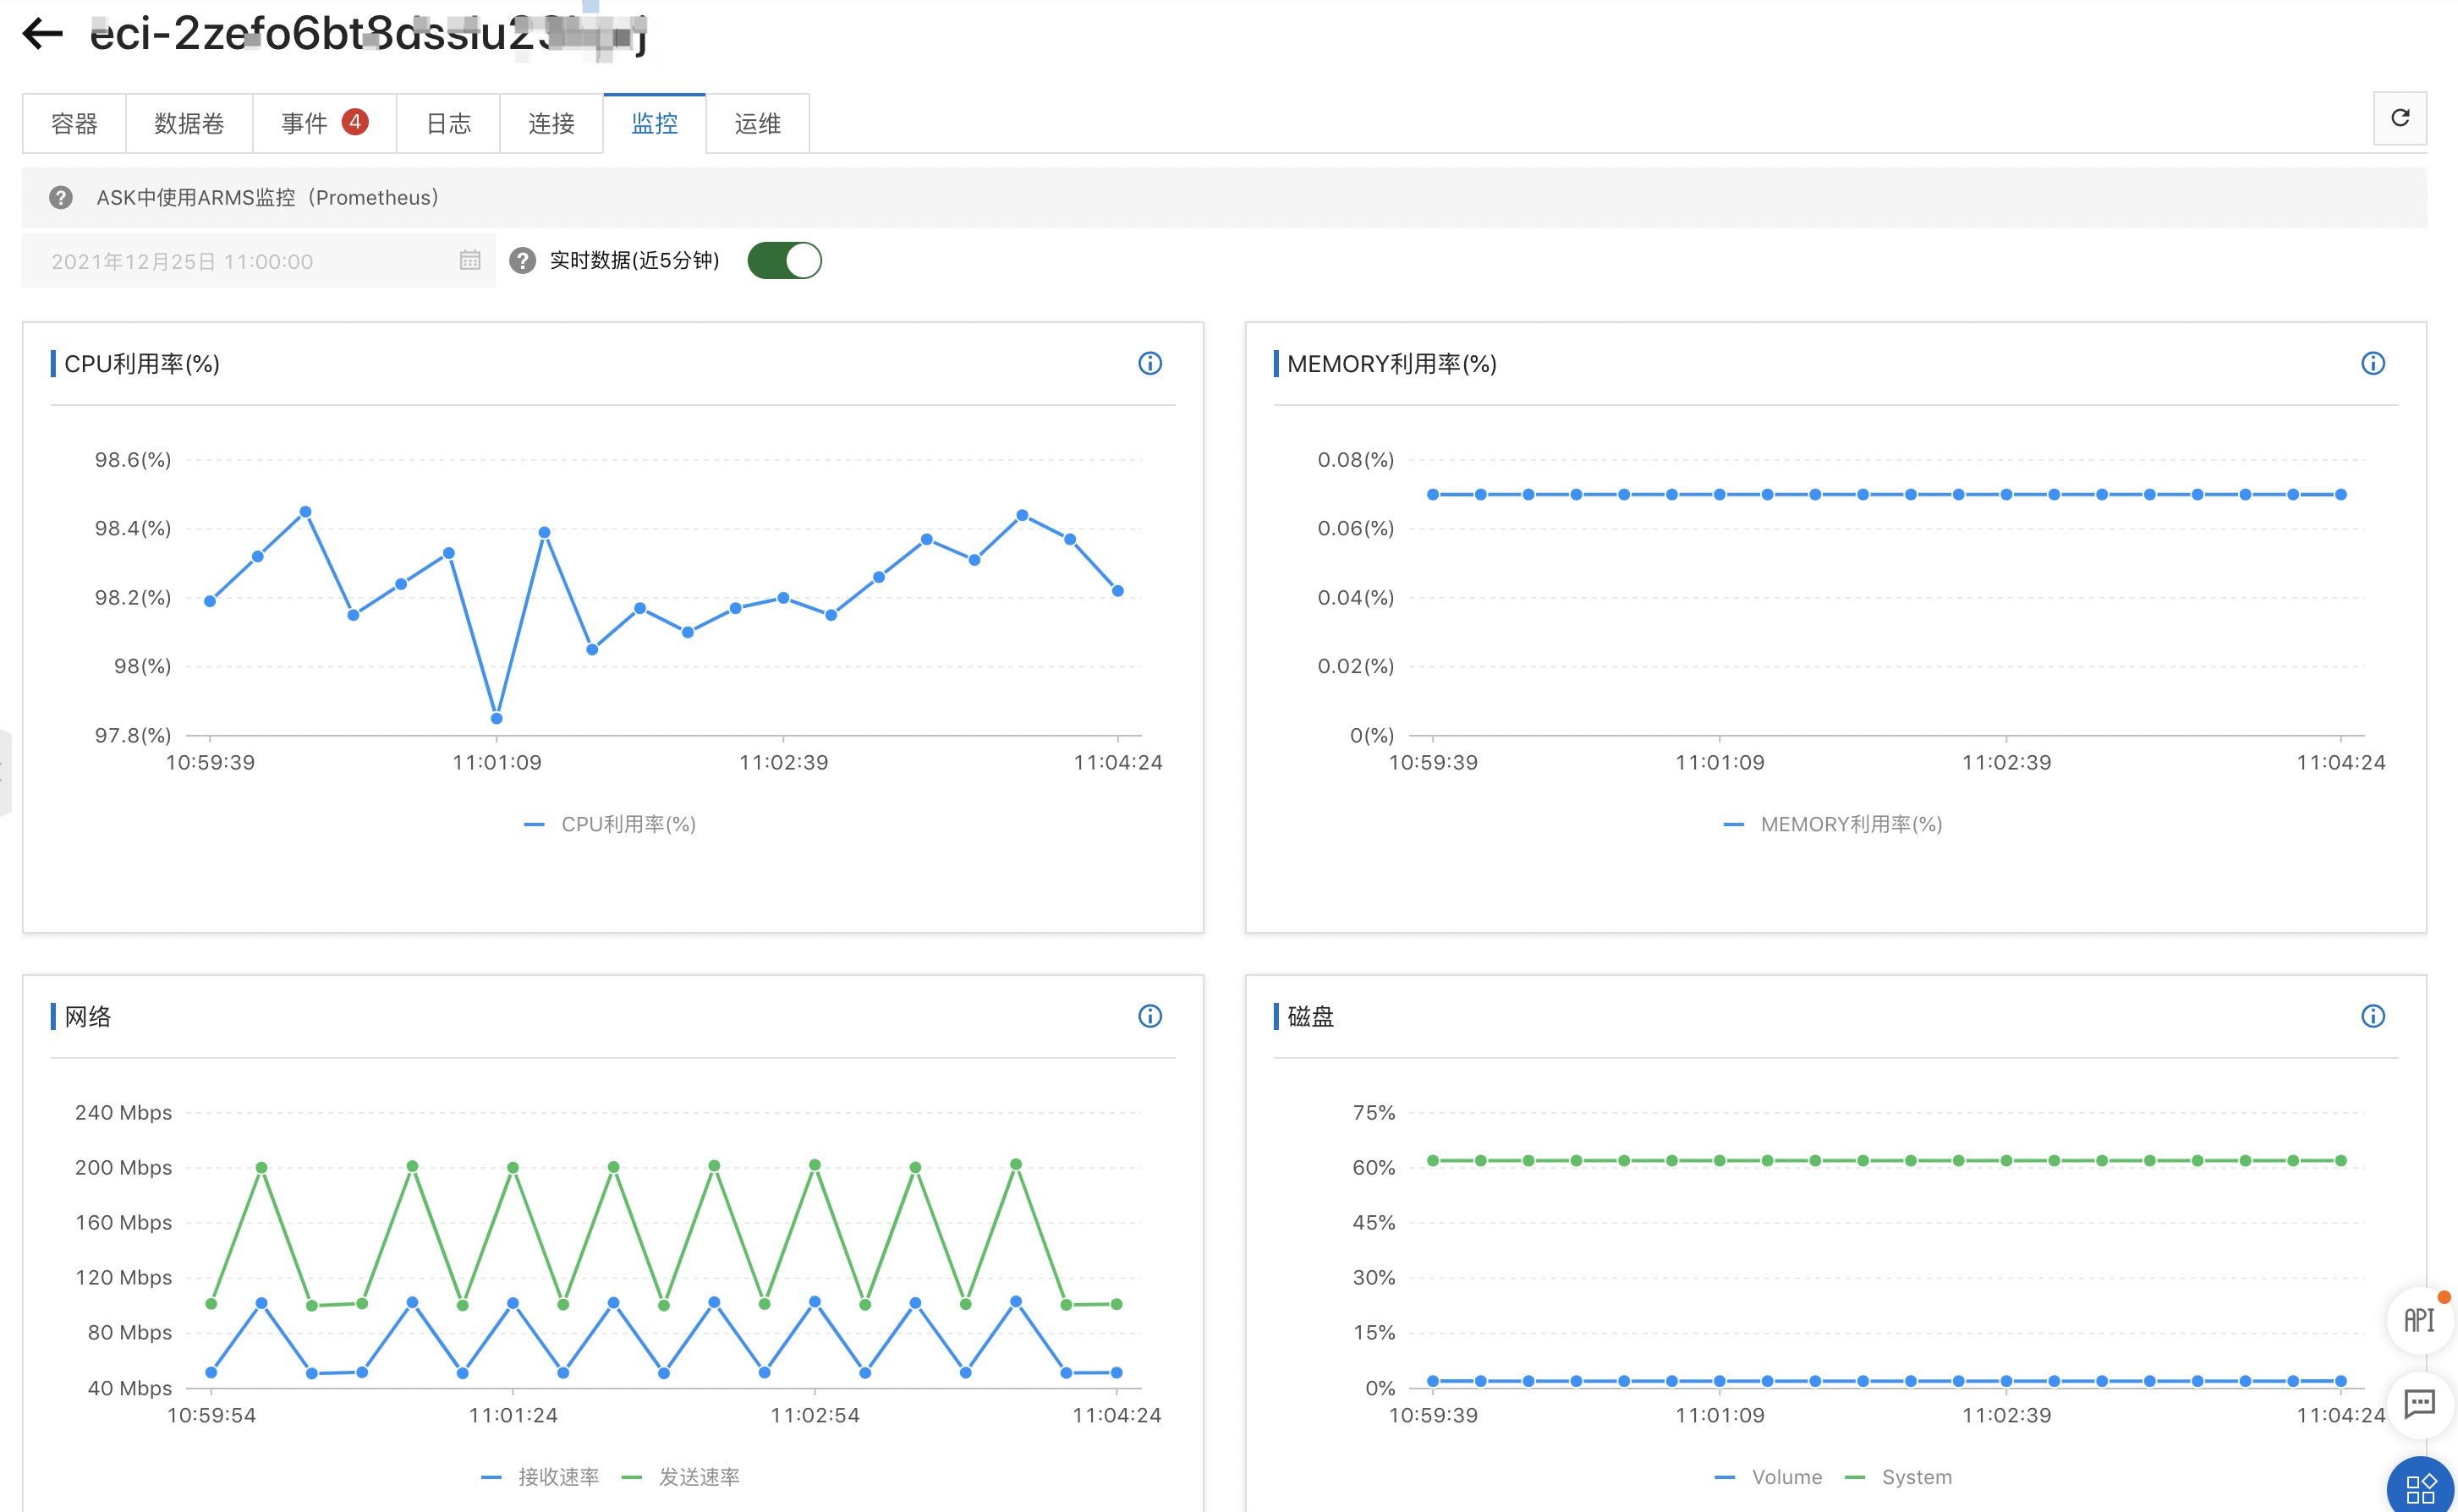 容器 数据卷 事件 4 日志 连接 监控 运维
ASK中使用ARMS监控（Prometheus）
2021年12月25日 11:00:00 实时数据(近5分钟)
CPU利用率(%)
98.6(%)
98.4(%)
98.2(%)
98(%)
97.8(%)
10:59:39 11:01:09 11:02:39 11:04:24
CPU利用率(%)
MEMORY利用率(%)
0.08(%)
0.06(%)
0.04(%)
0.02(%)
0(%)
10:59:39 11:01:09 11:02:39 11:04:24
MEMORY利用率(%)
网络
240 Mbps
200 Mbps
160 Mbps
120 Mbps
80 Mbps
40 Mbps
10:59:54 11:01:24 11:02:54 11:04:24
接收速率 发送速率
磁盘
75%
60%
45%
30%
15%
0%
10:59:39 11:01:09 11:02:39 11:04:24
Volume System
API